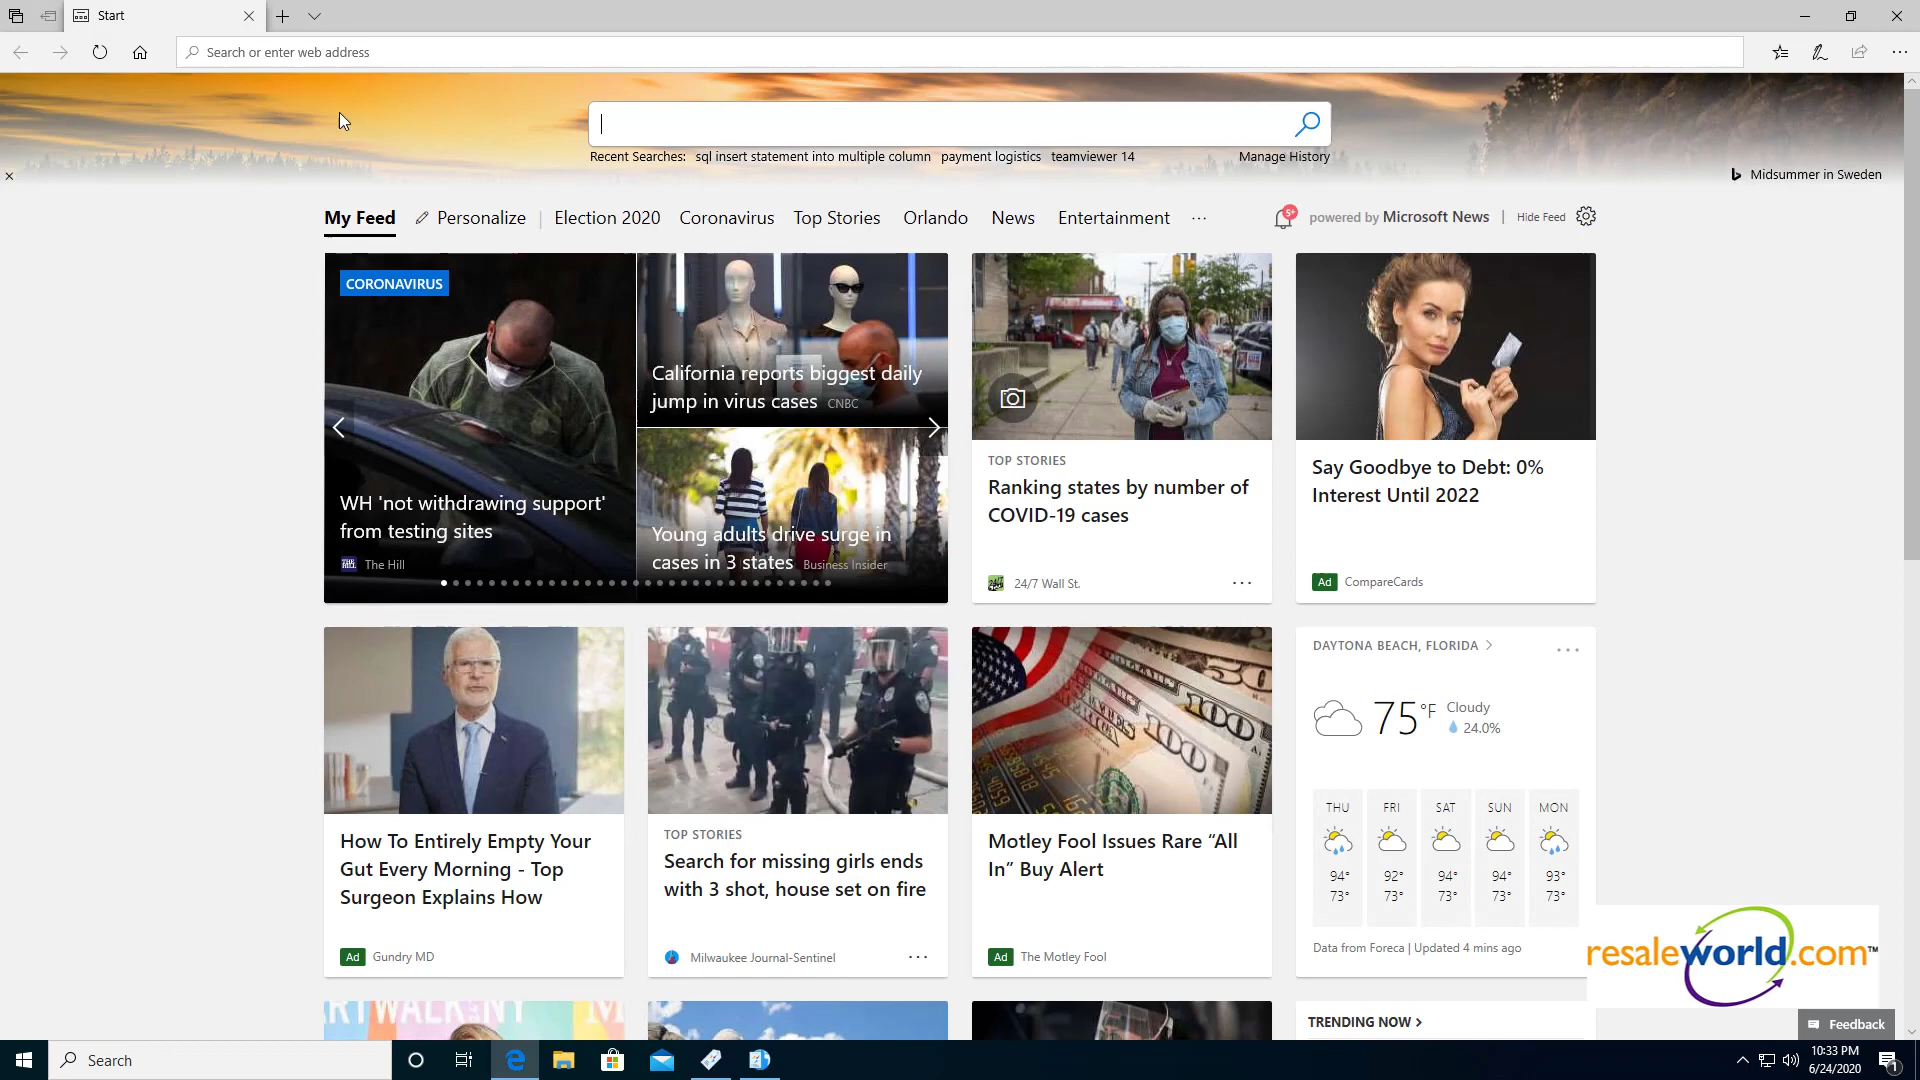 Start
Search or enter web address
Recent Searches: sql insert statement into multiple column payment logistics teamviewer 14 Manage History
Midsummer in Sweden
My Feed Personalize | Election 2020 Coronavirus Top Stories Orlando News Entertainment ...
5+ powered by Microsoft News | Hide Feed
CORONAVIRUS
WH 'not withdrawing support'
from testing sites
The Hill
California reports biggest daily
jump in virus cases CNBC
Young adults drive surge in
cases in 3 states Business Insider
TOP STORIES
Ranking states by number of
COVID-19 cases
24/7 Wall St.
Say Goodbye to Debt: 0%
Interest Until 2022
Ad CompareCards
How To Entirely Empty Your
Gut Every Morning - Top
Surgeon Explains How
Ad Gundry MD
TOP STORIES
Search for missing girls ends
with 3 shot, house set on fire
Milwaukee Journal-Sentinel
Motley Fool Issues Rare “All
In” Buy Alert
Ad The Motley Fool
DAYTONA BEACH, FLORIDA
75 °F Cloudy
24.0%
THU FRI SAT SUN MON
94° 92° 94° 94° 93°
73° 73° 73° 73° 73°
Data from Foreca | Updated 4 mins ago
resaleworld.com™
TRENDING NOW
Feedback
Search
10:33 PM
6/24/2020
1